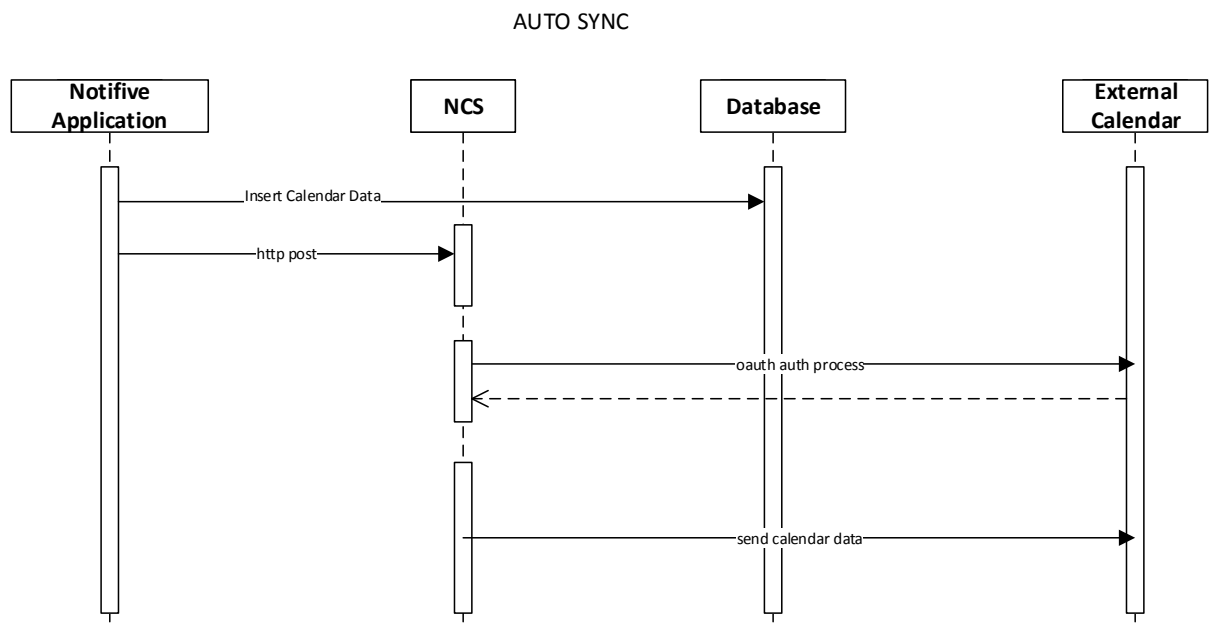 AUTO SYNC
Notifive
Application
NCS
Database
External
Calendar
Insert Calendar Data
http post
oauth auth process
send calendar data